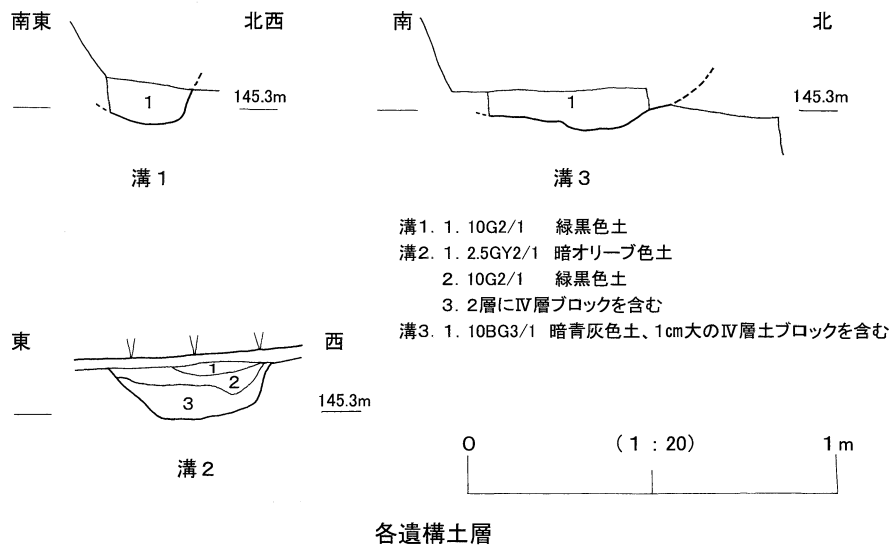 南東 北西
1
145.3m
溝1
南 北
1
145.3m
溝3
溝1. 1. 10G2/1 緑黒色土
溝2. 1. 2.5GY2/1 暗オリーブ色土
2. 10G2/1 緑黒色土
3. 2層にⅣ層ブロックを含む
溝3. 1. 10BG3/1 暗青灰色土、1㎝大のⅣ層土ブロックを含む
東 西
1
2
3
145.3m
溝2
0 (1:20) 1m
各遺構土層